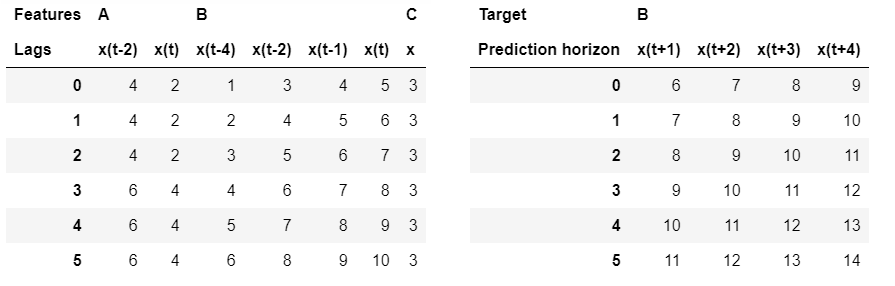 Features A B C Target B
Lags x(t-2) x(t) x(t-4) x(t-2) x(t-1) x(t) x Prediction horizon x(t+1) x(t+2) x(t+3) x(t+4)
0 4 2 1 3 4 5 3 0 6 7 8 9
1 4 2 2 4 5 6 3 1 7 8 9 10
2 4 2 3 5 6 7 3 2 8 9 10 11
3 6 4 4 6 7 8 3 3 9 10 11 12
4 6 4 5 7 8 9 3 4 10 11 12 13
5 6 4 6 8 9 10 3 5 11 12 13 14